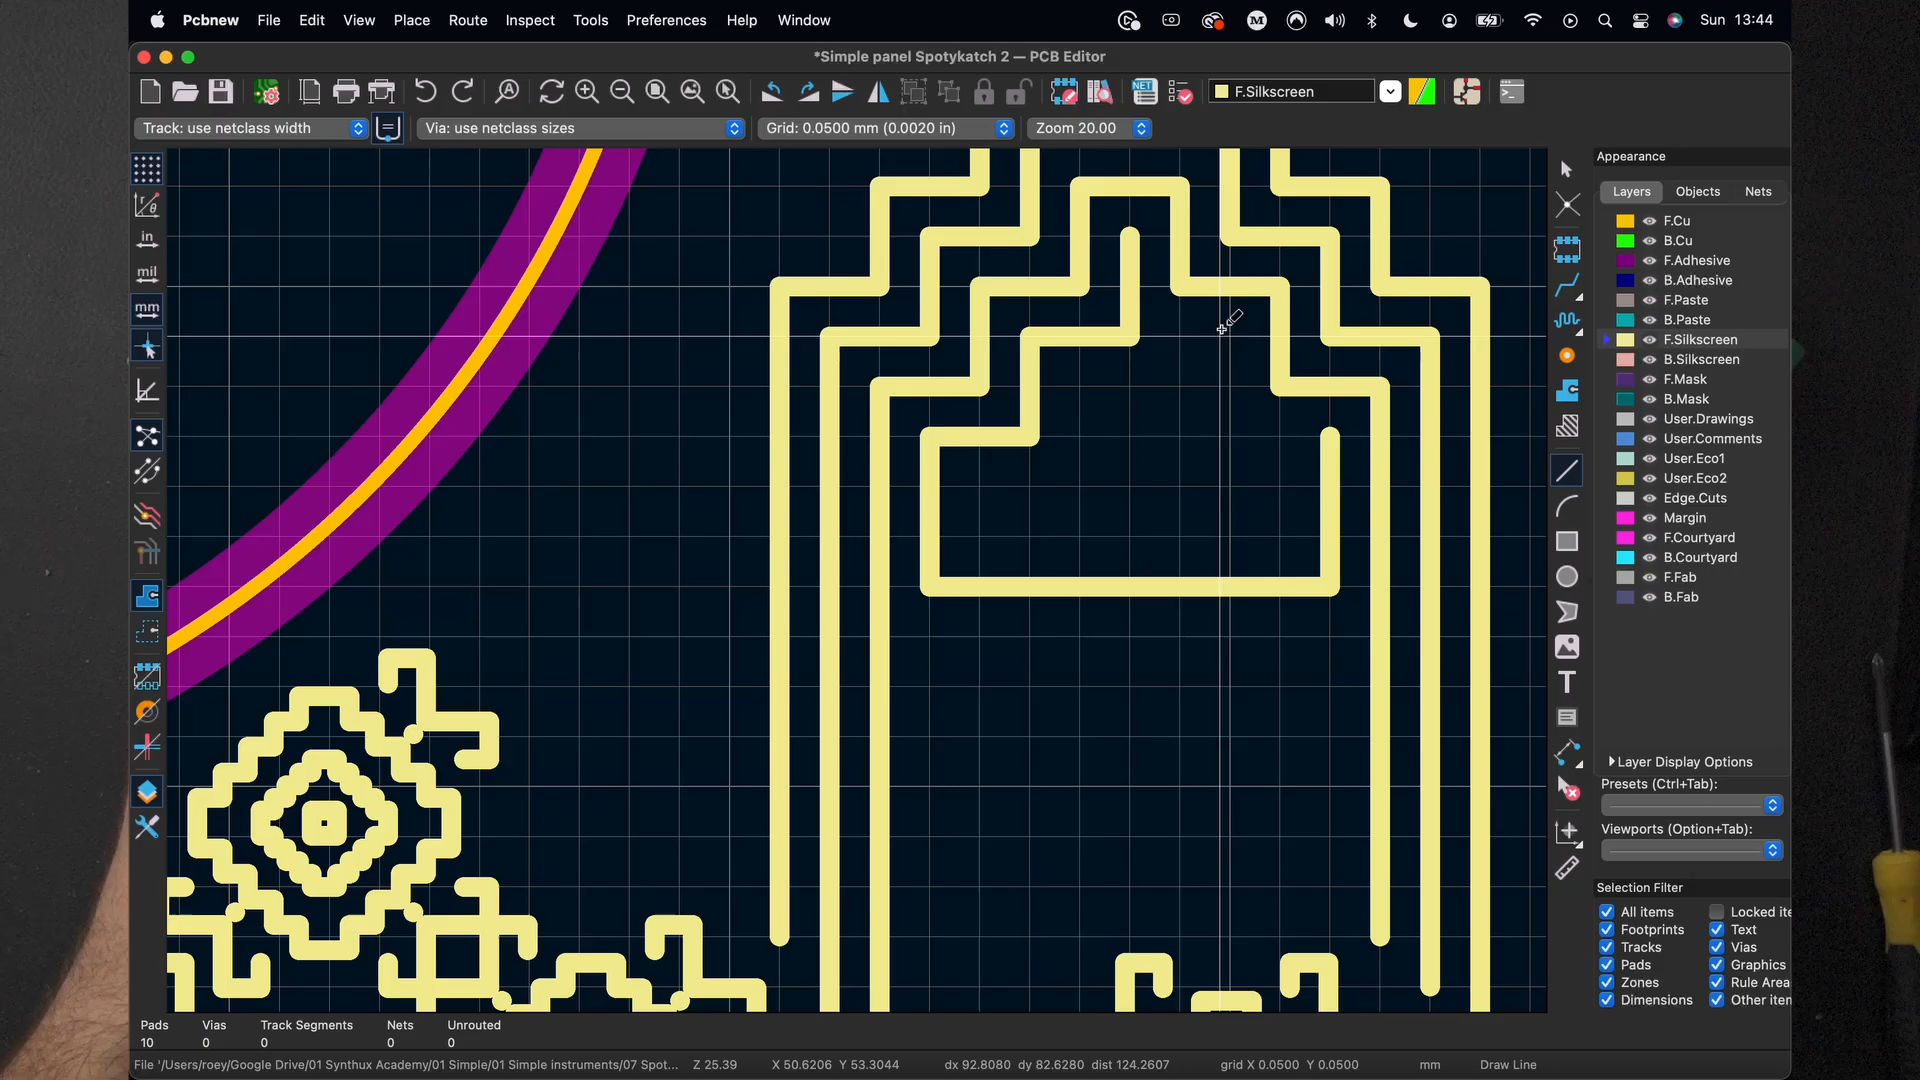 Pcbnew File Edit View Place Route Inspect Tools Preferences Help Window Sun 13:44
*Simple panel Spotykatch 2 — PCB Editor
NET F.Silkscreen
Track: use netclass width Via: use netclass sizes Grid: 0.0500 mm (0.0020 in) Zoom 20.00
in
mil
mm
Appearance
Layers Objects Nets
F.Cu
B.Cu
F.Adhesive
B.Adhesive
F.Paste
B.Paste
F.Silkscreen
B.Silkscreen
F.Mask
B.Mask
User.Drawings
User.Comments
User.Eco1
User.Eco2
Edge.Cuts
Margin
F.Courtyard
B.Courtyard
F.Fab
B.Fab
Layer Display Options
Presets (Ctrl+Tab):
Viewports (Option+Tab):
Selection Filter
All items Locked ite
Footprints Text
Tracks Vias
Pads Graphics
Zones Rule Area
Dimensions Other iten
Pads Vias Track Segments Nets Unrouted
10 0 0 0 0
File '/Users/roey/Google Drive/01 Synthux Academy/01 Simple/01 Simple instruments/07 Spot... Z 25.39 X 50.6206 Y 53.3044 dx 92.8080 dy 82.6280 dist 124.2607 grid X 0.0500 Y 0.0500 mm Draw Line